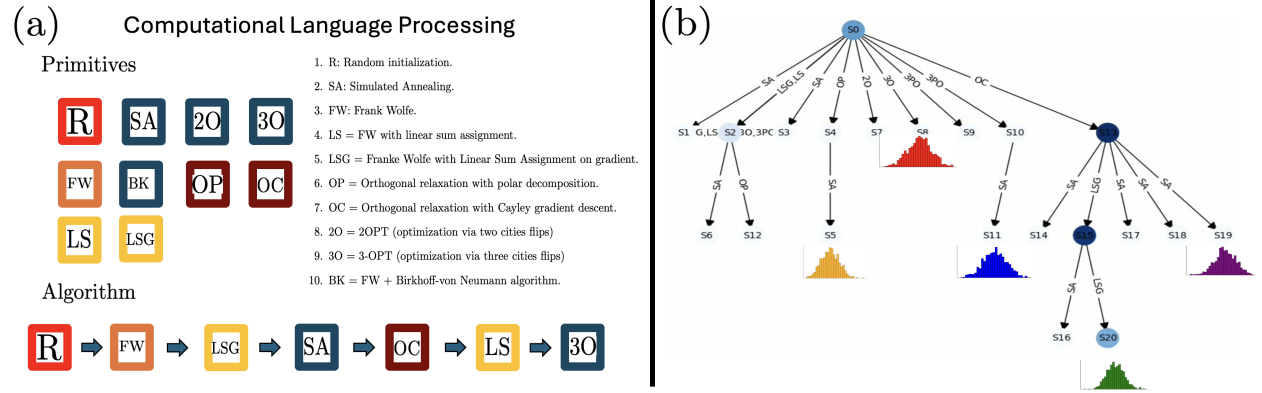 (a)
Computational Language Processing
Primitives
R
SA
2O
3O
FW
BK
OP
OC
LS
LSG
1. R: Random initialization.
2. SA: Simulated Annealing.
3. FW: Frank Wolfe.
4. LS = FW with linear sum assignment.
5. LSG = Franke Wolfe with Linear Sum Assignment on gradient.
6. OP = Orthogonal relaxation with polar decomposition.
7. OC = Orthogonal relaxation with Cayley gradient descent.
8. 2O = 2OPT (optimization via two cities flips)
9. 3O = 3-OPT (optimization via three cities flips)
10. BK = FW + Birkhoff-von Neumann algorithm.
Algorithm
R
FW
LSG
SA
OC
LS
3O
(b)
S0
SA
LSG,LS
SA
OP
2O
3O
3PO
3PO
OC
S1
G,LS
S2
3O,3PO
S3
S4
S7
S8
S9
S10
S13
SA
OP
SA
SA
SA
LSG
SA
SA
SA
S6
S12
S5
S11
S14
S15
S17
S18
S19
SA
LSG
S16
S20